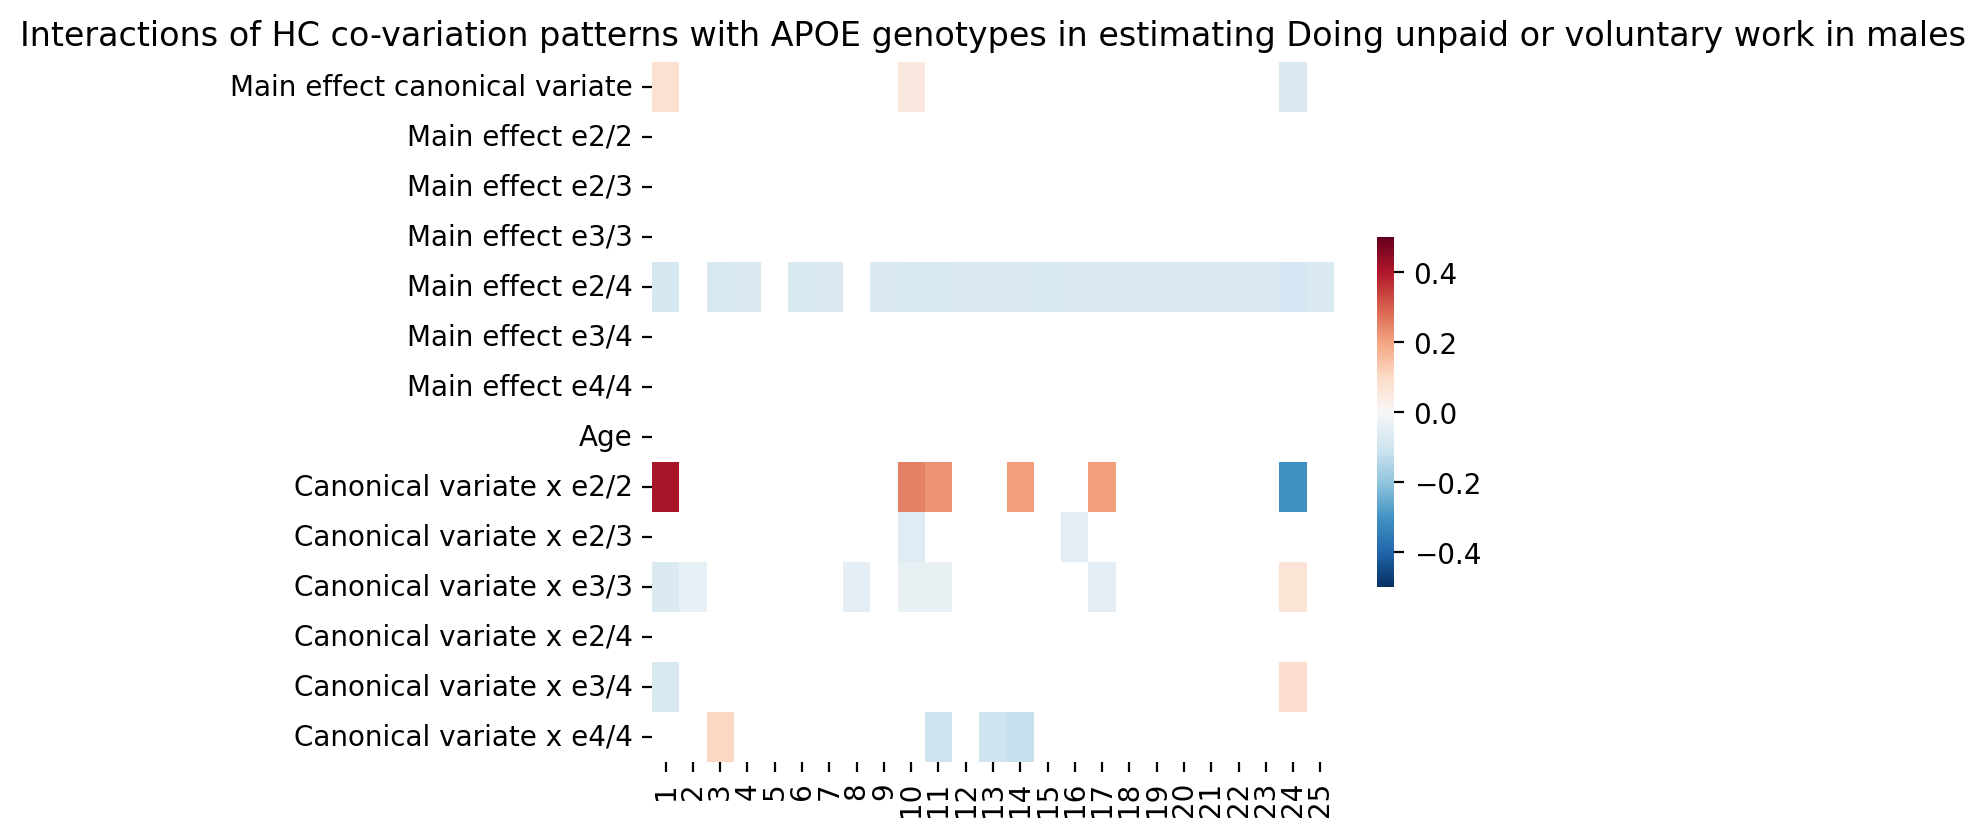 Interactions of HC co-variation patterns with APOE genotypes in estimating Doing unpaid or voluntary work in males
Main effect canonical variate
Main effect e2/2
Main effect e2/3
Main effect e3/3
Main effect e2/4
Main effect e3/4
Main effect e4/4
Age
Canonical variate x e2/2
Canonical variate x e2/3
Canonical variate x e3/3
Canonical variate x e2/4
Canonical variate x e3/4
Canonical variate x e4/4
1 2 3 4 5 6 7 8 9 10 11 12 13 14 15 16 17 18 19 20 21 22 23 24 25
0.4
0.2
0.0
−0.2
−0.4